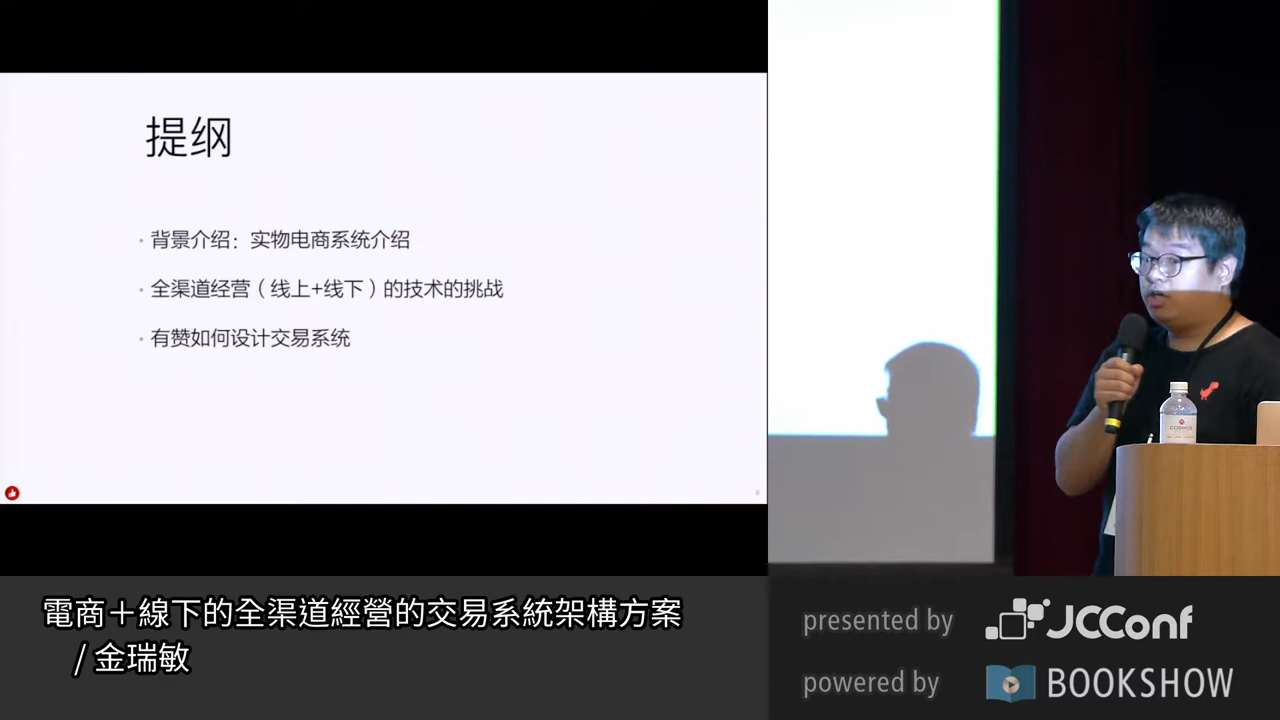 提纲
· 背景介绍：实物电商系统介绍
· 全渠道经营（线上+线下）的技术的挑战
· 有赞如何设计交易系统
電商＋線下的全渠道經營的交易系統架構方案
/ 金瑞敏
presented by JCConf
powered by BOOKSHOW